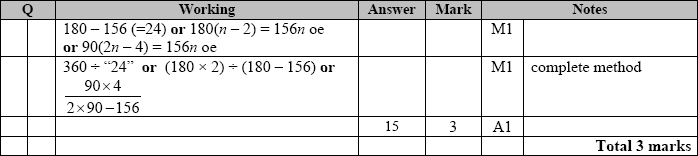 Q Working Answer Mark Notes
180 – 156 (=24) or 180(n – 2) = 156n oe M1
or 90(2n – 4) = 156n oe
360 ÷ “24” or (180 × 2) ÷ (180 – 156) or M1 complete method
90×4
2×90–156
15 3 A1
Total 3 marks